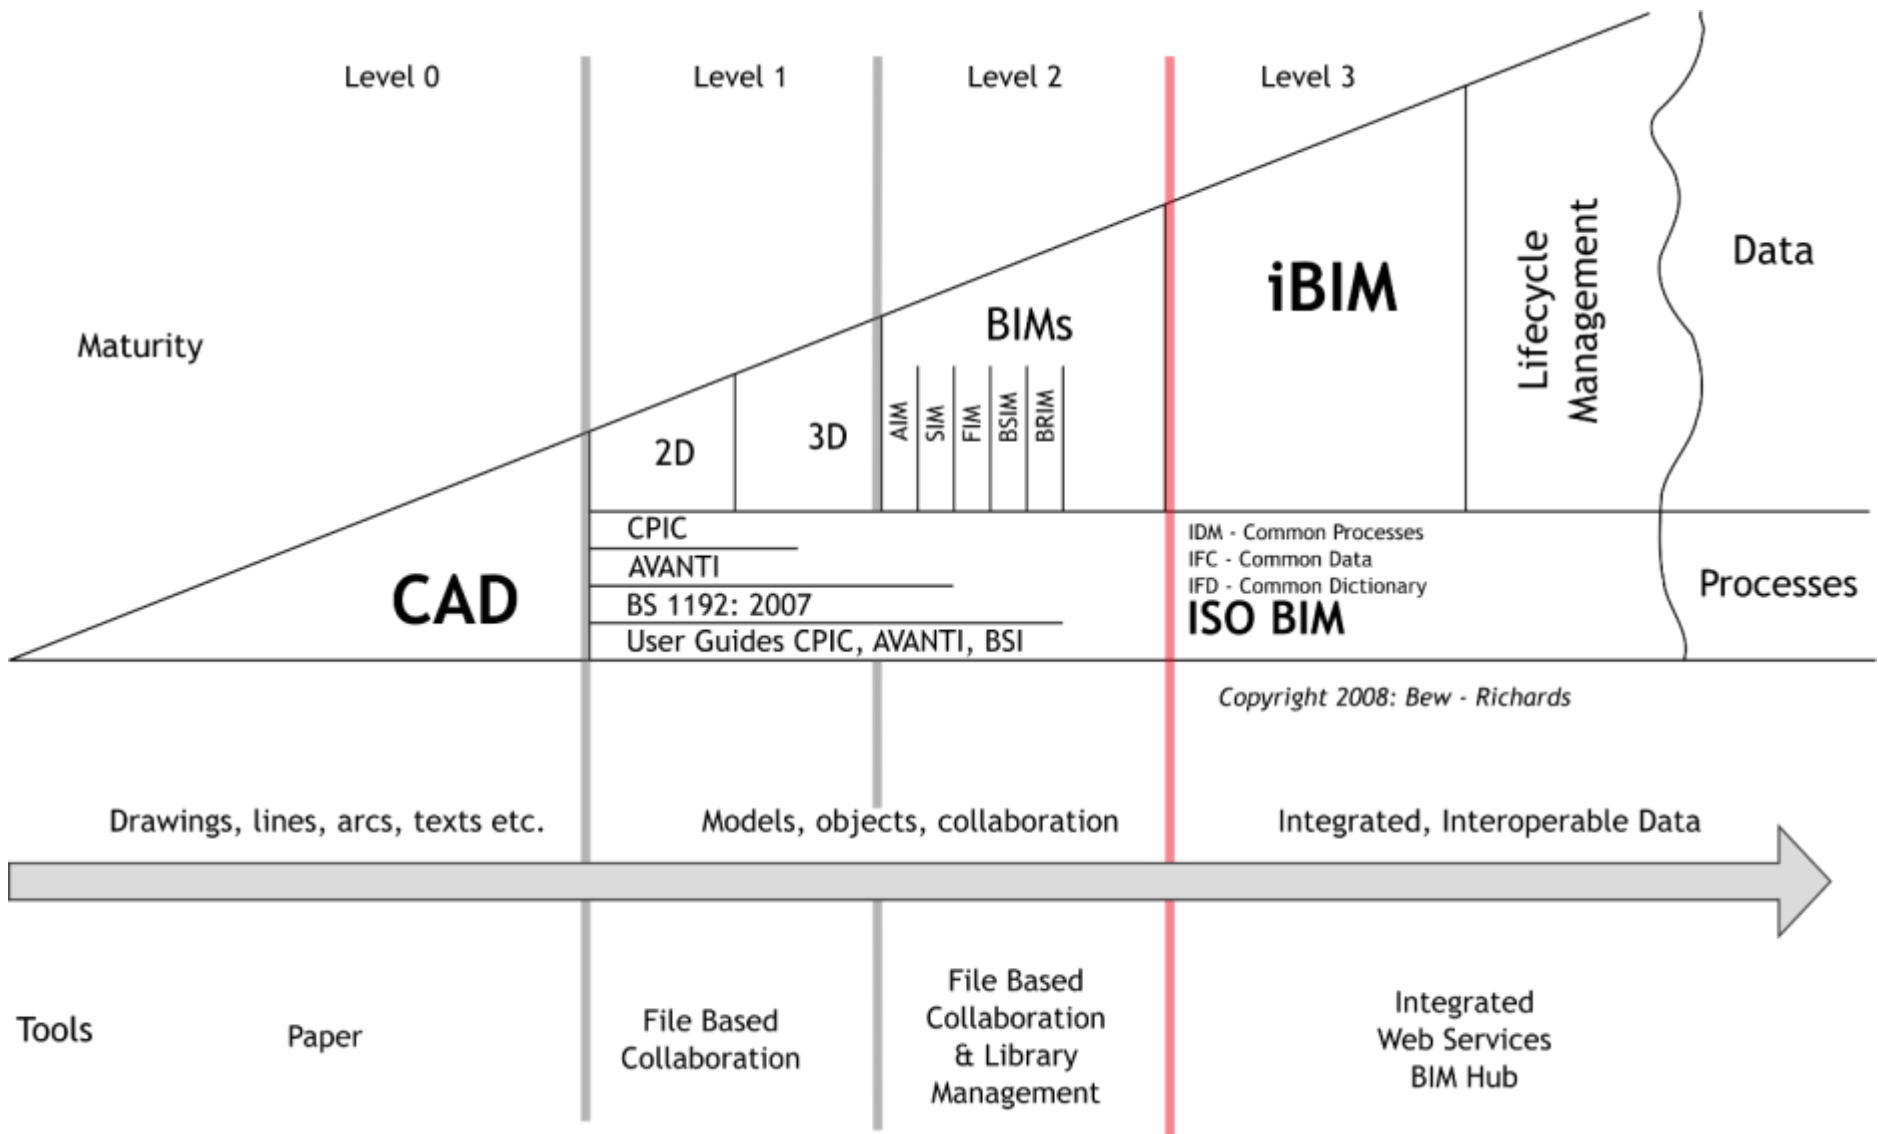 Level 0
Level 1
Level 2
Level 3
Maturity
CAD
2D
3D
BIMs
AIM
SIM
FIM
BSIM
BRIM
iBIM
Lifecycle
Management
Data
CPIC
AVANTI
BS 1192: 2007
User Guides CPIC, AVANTI, BSI
IDM - Common Processes
IFC - Common Data
IFD - Common Dictionary
ISO BIM
Processes
Copyright 2008: Bew - Richards
Drawings, lines, arcs, texts etc.
Models, objects, collaboration
Integrated, Interoperable Data
Tools
Paper
File Based
Collaboration
File Based
Collaboration
& Library
Management
Integrated
Web Services
BIM Hub